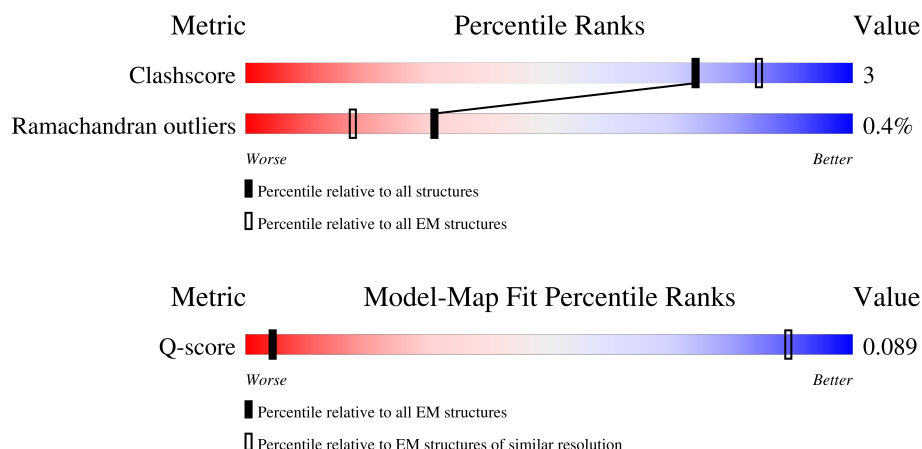 Metric Percentile Ranks Value
Clashscore 3
Ramachandran outliers 0.4%
Worse Better
Percentile relative to all structures
Percentile relative to all EM structures
Metric Model-Map Fit Percentile Ranks Value
Q-score 0.089
Worse Better
Percentile relative to all EM structures
Percentile relative to EM structures of similar resolution